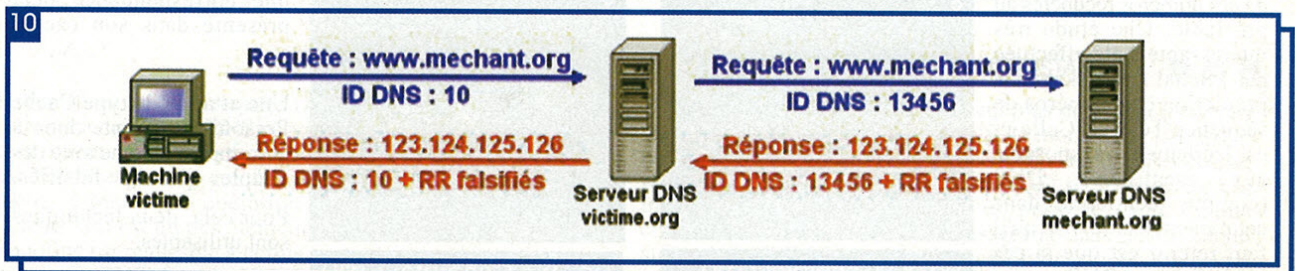 10
Requête : www.mechant.org
ID DNS : 10
Réponse : 123.124.125.126
ID DNS : 10 + RR falsifiés
Machine
victime
Requête : www.mechant.org
ID DNS : 13456
Réponse : 123.124.125.126
ID DNS : 13456 + RR falsifiés
Serveur DNS
victime.org
Serveur DNS
mechant.org